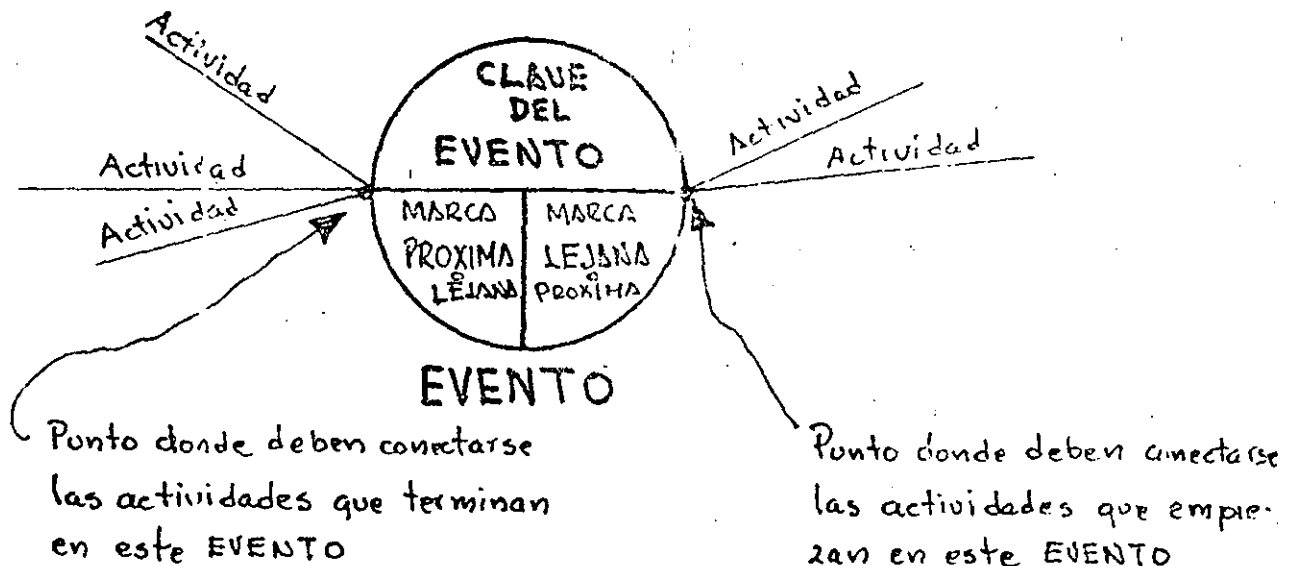 Actividad
Actividad
Actividad
CLAVE
DEL
EVENTO
Actividad
Actividad
MARCA
PROXIMA
o
LEJANA
MARCA
LEJANA
o
PROXIMA
EVENTO
Punto donde deben conectarse
las actividades que terminan
en este EVENTO
Punto donde deben conectarse
las actividades que empie-
zan en este EVENTO